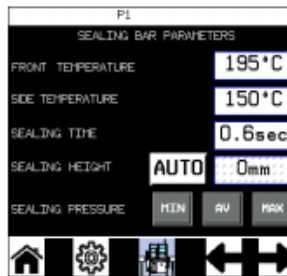 P1
SEALING BAR PARAMETERS
FRONT TEMPERATURE 195°C
SIDE TEMPERATURE 150°C
SEALING TIME 0.6sec
SEALING HEIGHT AUTO 0mm
SEALING PRESSURE MIN AV MAX